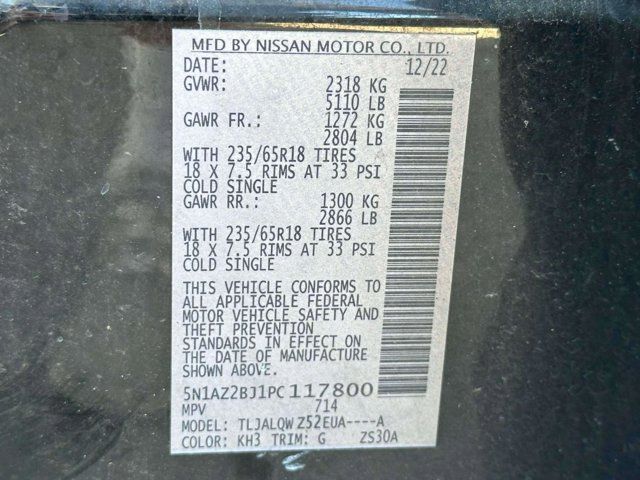 MFD BY NISSAN MOTOR CO., LTD.
DATE: 12/22
GVWR: 2318 KG
5110 LB
GAWR FR.: 1272 KG
2804 LB
WITH 235/65R18 TIRES
18 X 7.5 RIMS AT 33 PSI
COLD SINGLE
GAWR RR.: 1300 KG
2866 LB
WITH 235/65R18 TIRES
18 X 7.5 RIMS AT 33 PSI
COLD SINGLE
THIS VEHICLE CONFORMS TO
ALL APPLICABLE FEDERAL
MOTOR VEHICLE SAFETY AND
THEFT PREVENTION
STANDARDS IN EFFECT ON
THE DATE OF MANUFACTURE
SHOWN ABOVE.
5N1AZ2BJ1PC117800
MPV 714
MODEL: TLJALQWZ52EUA----A
COLOR: KH3 TRIM: G ZS30A